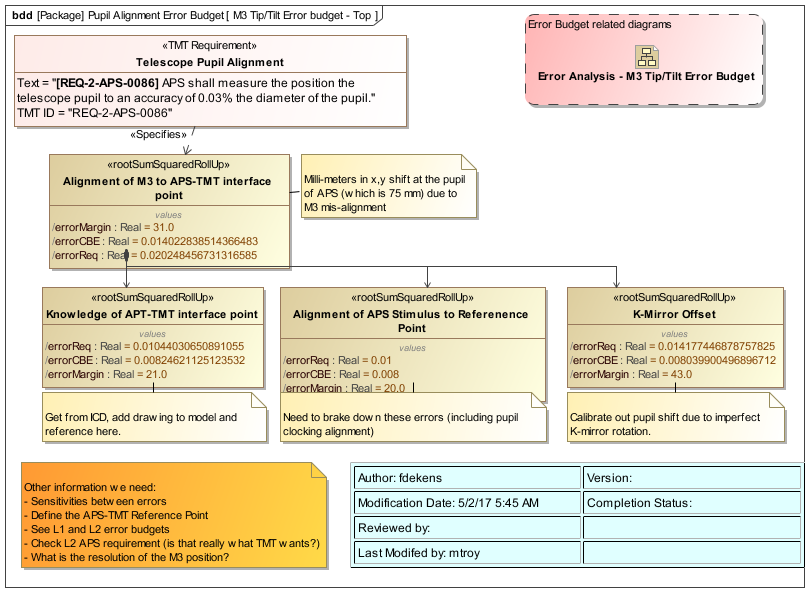 bdd [Package] Pupil Alignment Error Budget [ M3 Tip/Tilt Error budget - Top ]
«TMT Requirement»
Telescope Pupil Alignment
Text = "[REQ-2-APS-0086] APS shall measure the position the
telescope pupil to an accuracy of 0.03% the diameter of the pupil."
TMT ID = "REQ-2-APS-0086"
Error Budget related diagrams
Error Analysis - M3 Tip/Tilt Error Budget
«Specifies»
«rootSumSquaredRollUp»
Alignment of M3 to APS-TMT interface
point
values
/errorMargin : Real = 31.0
/errorCBE : Real = 0.014022838514366483
/errorReq : Real = 0.020248456731316585
Milli-meters in x,y shift at the pupil
of APS (which is 75 mm) due to
M3 mis-alignment
«rootSumSquaredRollUp»
Knowledge of APT-TMT interface point
values
/errorReq : Real = 0.01044030650891055
/errorCBE : Real = 0.00824621125123532
/errorMargin : Real = 21.0
Get from ICD, add drawing to model and
reference here.
«rootSumSquaredRollUp»
Alignment of APS Stimulus to Referenence
Point
values
/errorReq : Real = 0.01
/errorCBE : Real = 0.008
/errorMargin : Real = 20.0
Need to brake down these errors (including pupil
clocking alignment)
«rootSumSquaredRollUp»
K-Mirror Offset
values
/errorReq : Real = 0.014177446878757825
/errorCBE : Real = 0.008039900496896712
/errorMargin : Real = 43.0
Calibrate out pupil shift due to imperfect
K-mirror rotation.
Other information we need:
- Sensitivities between errors
- Define the APS-TMT Reference Point
- See L1 and L2 error budgets
- Check L2 APS requirement (is that really what TMT wants?)
- What is the resolution of the M3 position?
Author: fdekens
Version:
Modification Date: 5/2/17 5:45 AM
Completion Status:
Reviewed by:
Last Modifed by: mtroy